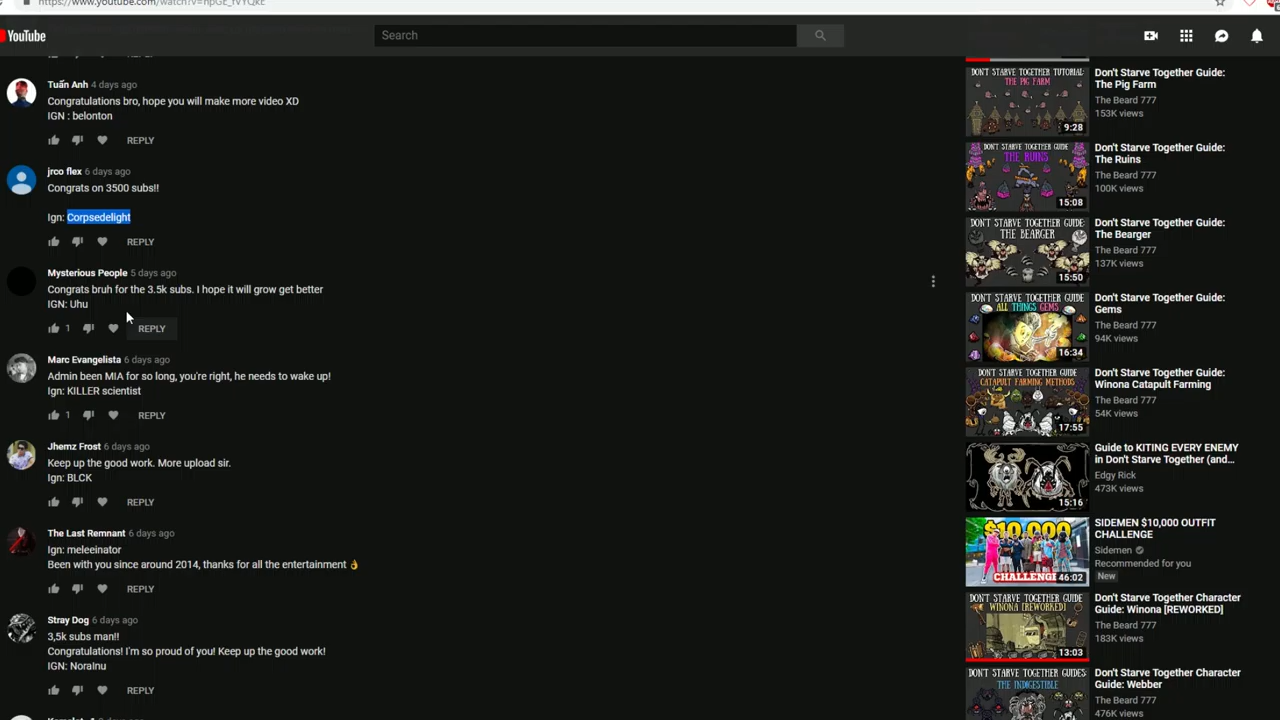 https://www.youtube.com/watch?v=
YouTube
Search
Tuấn Anh 4 days ago
Congratulations bro, hope you will make more video XD
IGN : belonton
REPLY
jrco flex 6 days ago
Congrats on 3500 subs!!
Ign: Corpsedelight
REPLY
Mysterious People 5 days ago
Congrats bruh for the 3.5k subs. I hope it will grow get better
IGN: Uhu
1 REPLY
Marc Evangelista 6 days ago
Admin been MIA for so long, you're right, he needs to wake up!
Ign: KILLER scientist
1 REPLY
Jhemz Frost 6 days ago
Keep up the good work. More upload sir.
Ign: BLCK
REPLY
The Last Remnant 6 days ago
Ign: meleeinator
Been with you since around 2014, thanks for all the entertainment 👌
REPLY
Stray Dog 6 days ago
3,5k subs man!!
Congratulations! I'm so proud of you! Keep up the good work!
IGN: NoraInu
REPLY
DON'T STARVE TOGETHER TUTORIAL:
THE PIG FARM
9:28
Don't Starve Together Guide:
The Pig Farm
The Beard 777
153K views
DON'T STARVE TOGETHER GUIDE
THE RUINS
15:08
Don't Starve Together Guide:
The Ruins
The Beard 777
100K views
DON'T STARVE TOGETHER GUIDE:
THE BEARGER
15:50
Don't Starve Together Guide:
The Bearger
The Beard 777
137K views
DON'T STARVE TOGETHER GUIDE
ALL THINGS GEMS
16:34
Don't Starve Together Guide:
Gems
The Beard 777
94K views
DON'T STARVE TOGETHER GUIDE
CATAPULT FARMING METHODS
17:55
Don't Starve Together Guide:
Winona Catapult Farming
The Beard 777
54K views
15:16
Guide to KITING EVERY ENEMY
in Don't Starve Together (and...
Edgy Rick
473K views
$10,000
CHALLENGE
46:02
SIDEMEN $10,000 OUTFIT
CHALLENGE
Sidemen
Recommended for you
New
DON'T STARVE TOGETHER GUIDE
WINONA [REWORKED]
13:03
Don't Starve Together Character
Guide: Winona [REWORKED]
The Beard 777
183K views
DON'T STARVE TOGETHER GUIDES:
THE INDIGESTIBLE
Don't Starve Together Character
Guide: Webber
The Beard 777
476K views